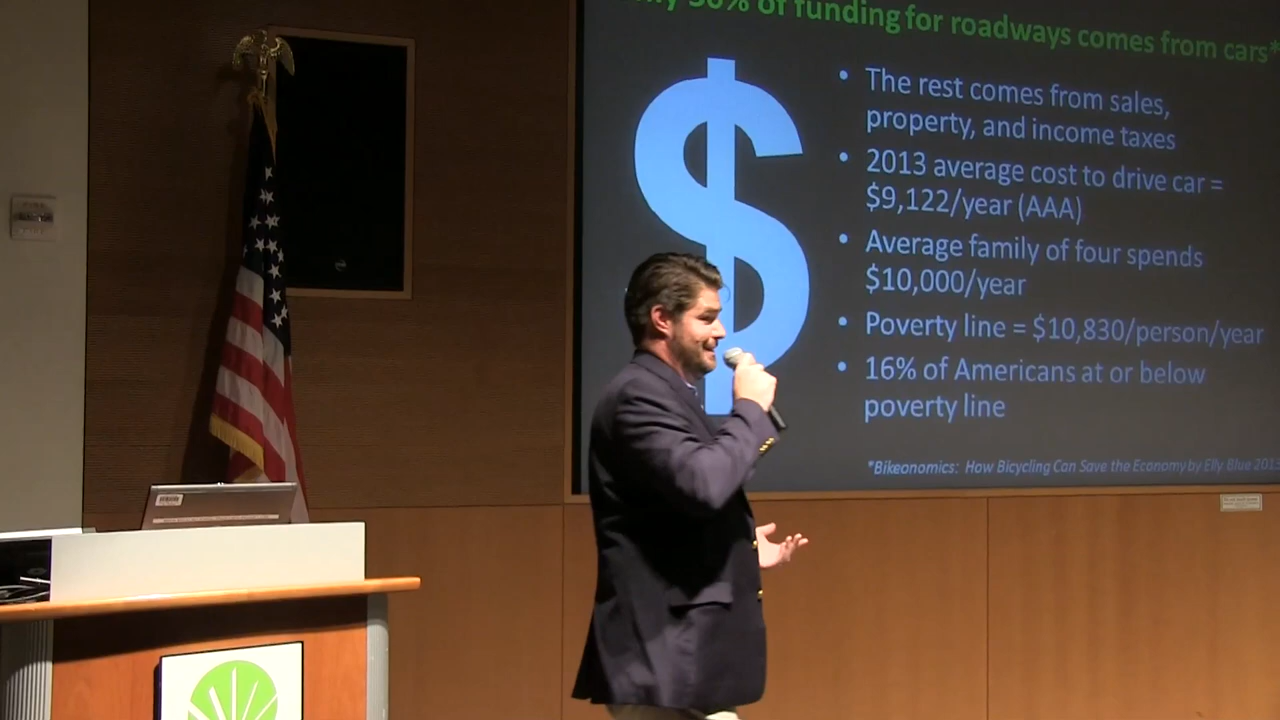 of funding for roadways comes from cars*
• The rest comes from sales,
property, and income taxes
• 2013 average cost to drive car =
$9,122/year (AAA)
• Average family of four spends
$10,000/year
• Poverty line = $10,830/person/year
• 16% of Americans at or below
poverty line
$
*Bikeonomics: How Bicycling Can Save the Economy by Elly Blue